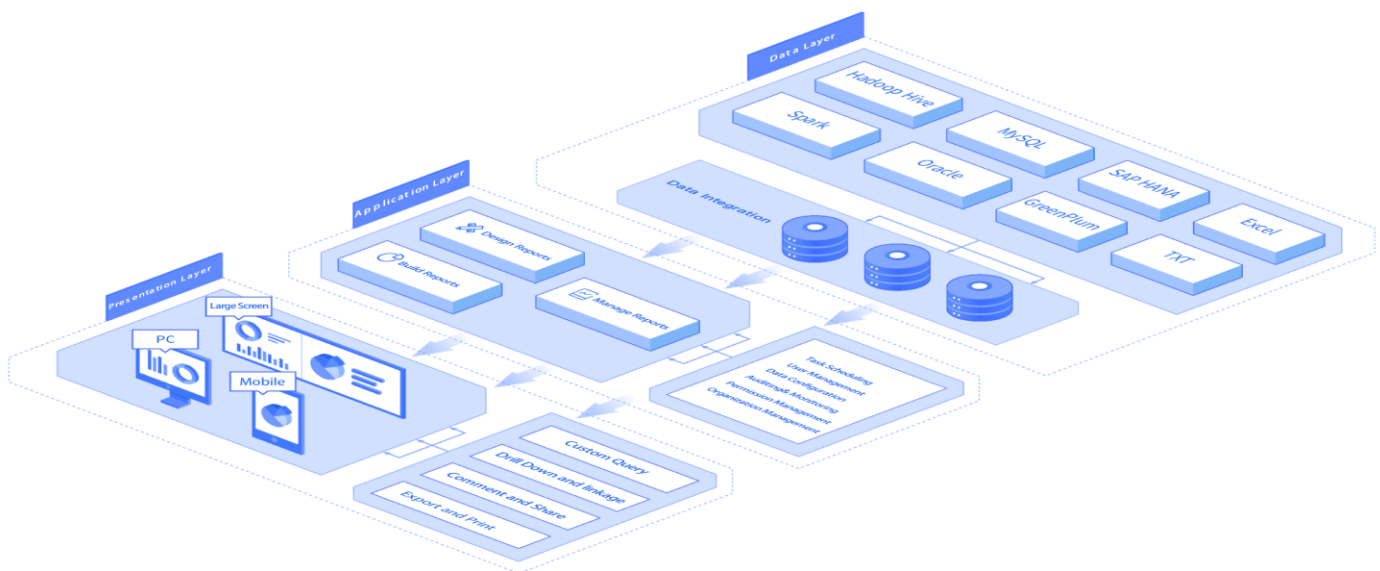 Data Layer
Hadoop Hive
Spark
MySQL
Oracle
SAP HANA
GreenPlum
Excel
TXT
Data Integration
Application Layer
Design Reports
Build Reports
Manage Reports
Task Scheduling
User Management
Data Configuration
Auditing& Monitoring
Permission Management
Organization Management
Presentation Layer
Large Screen
PC
Mobile
Custom Query
Drill Down and linkage
Comment and Share
Export and Print